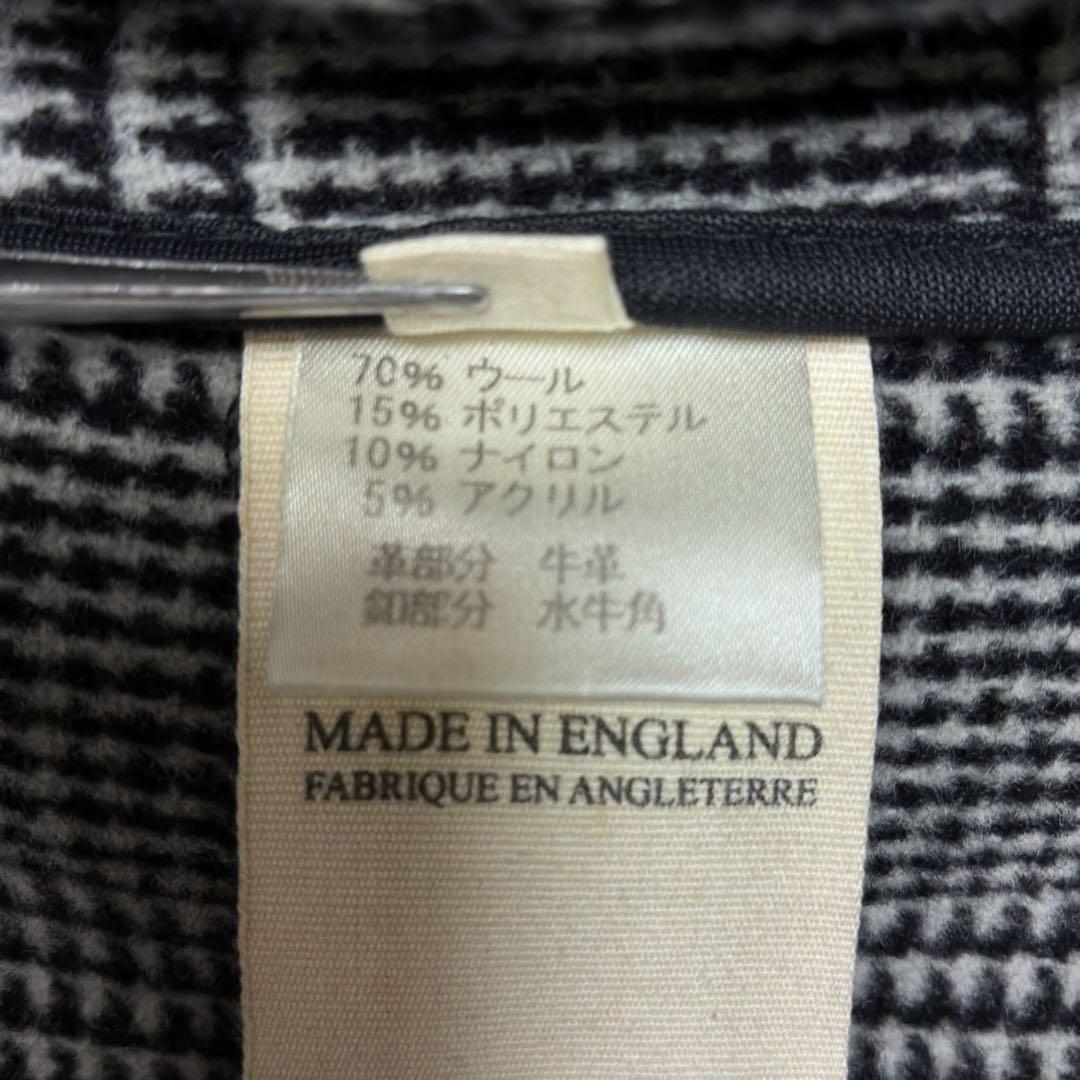 70% ウール
15% ポリエステル
10% ナイロン
5% アクリル
革部分 牛革
釦部分 水牛角
MADE IN ENGLAND
FABRIQUE EN ANGLETERRE